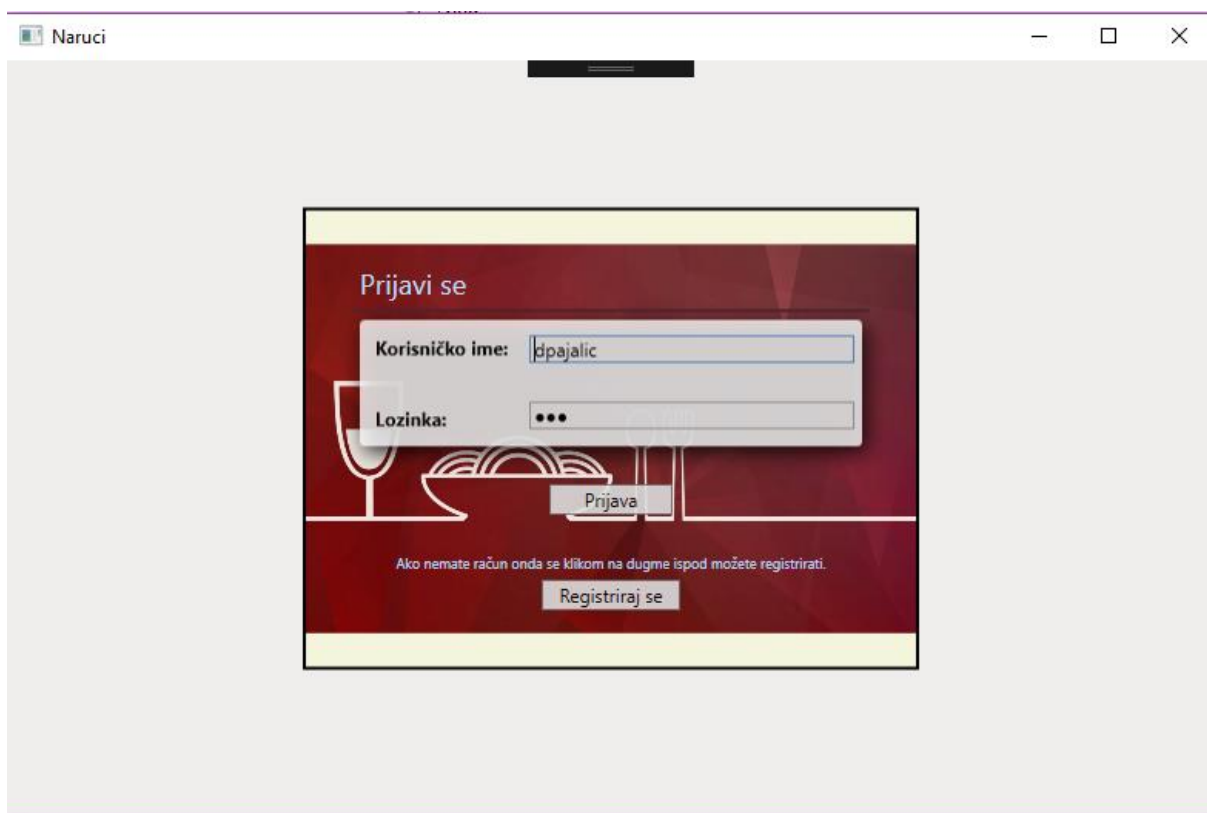 Naruci
Prijavi se
Korisničko ime: dpajalic
Lozinka: •••
Prijava
Ako nemate račun onda se klikom na dugme ispod možete registrirati.
Registriraj se